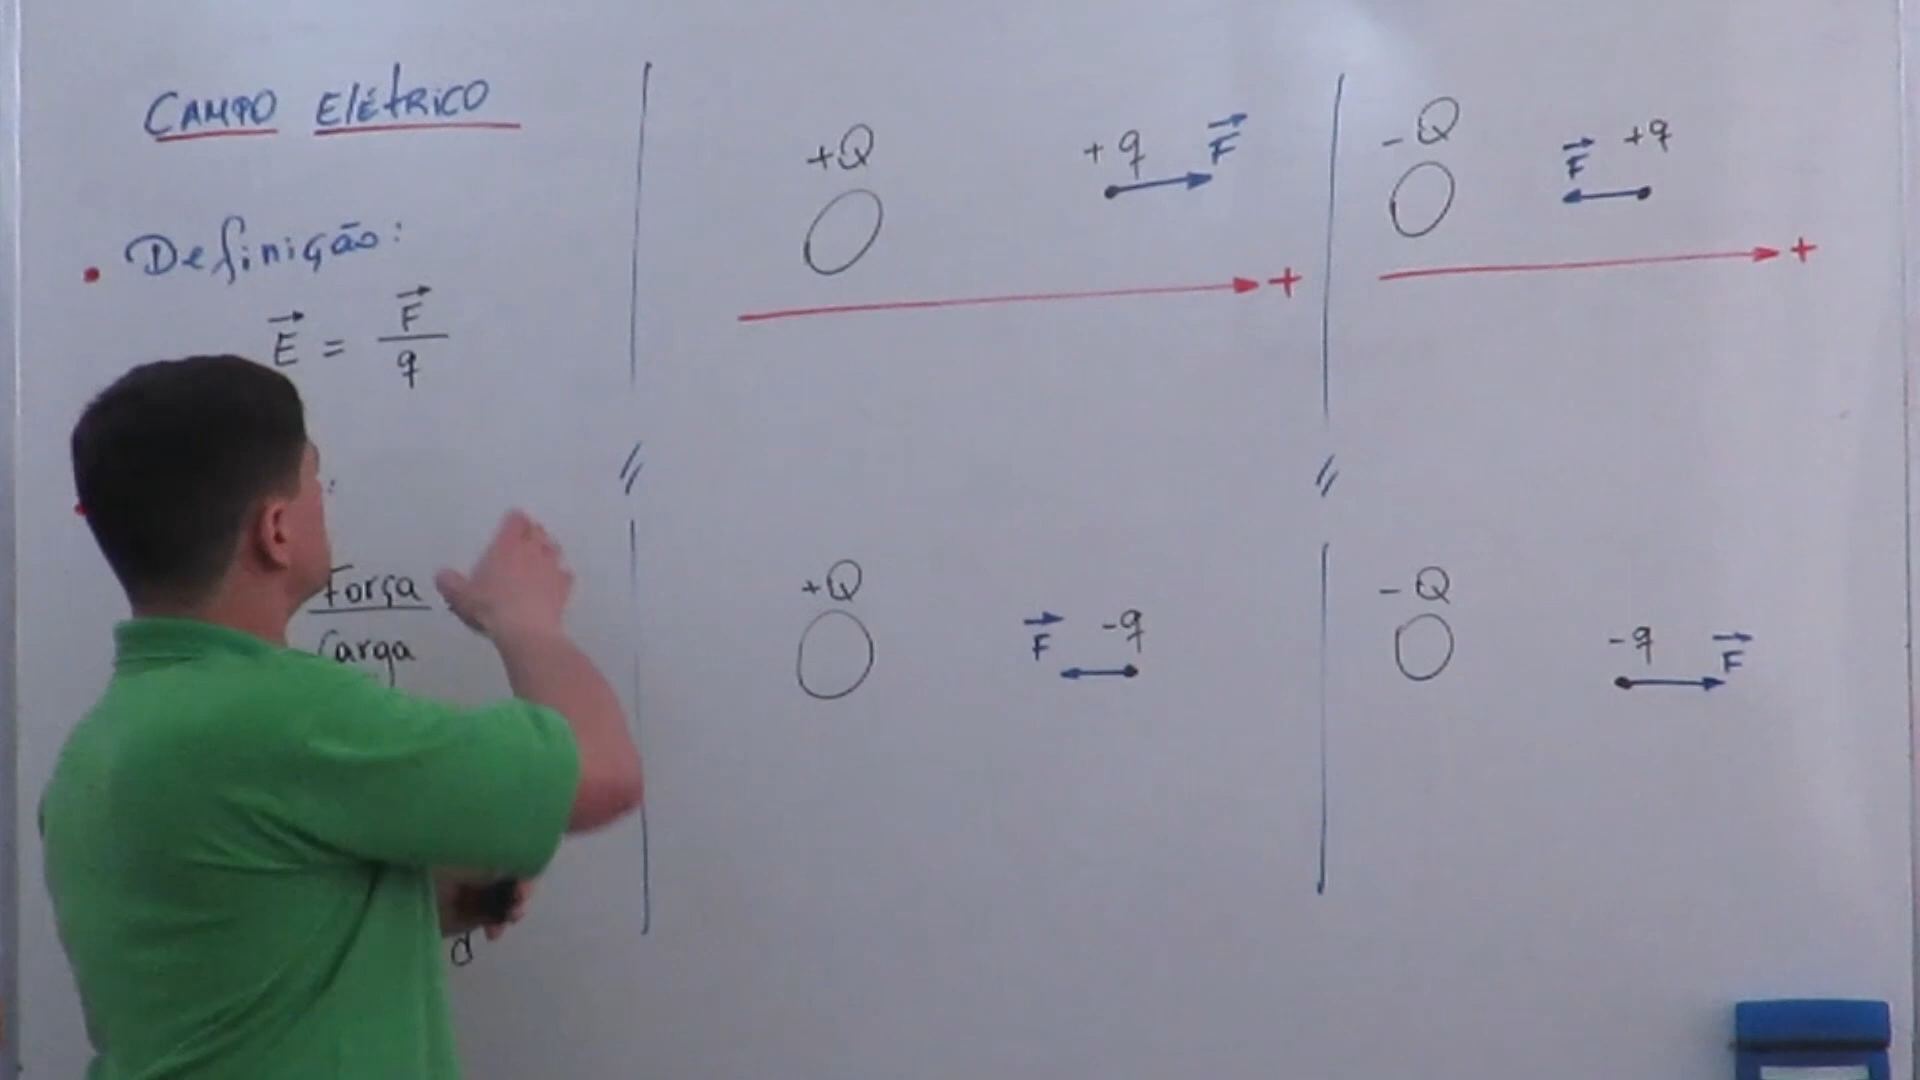 CAMPO ElÉtRICO
• Definição:
E = F
q
Força
Carga
d
+Q
+q F
+
-Q
F +q
+
+Q
F -q
-Q
-q F